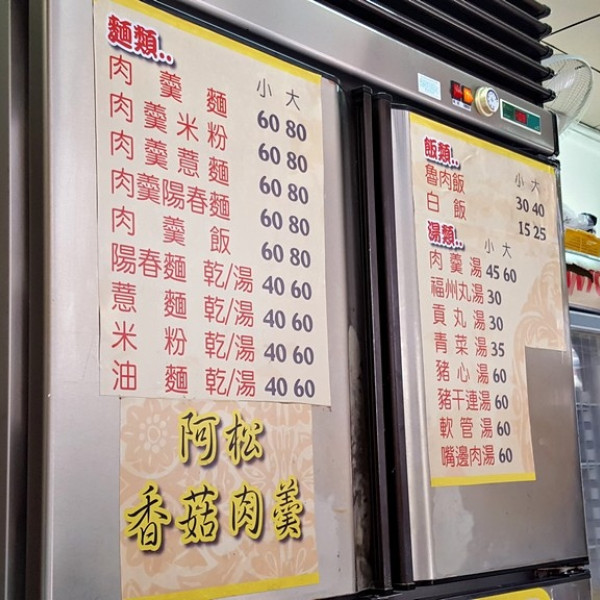 麵類..
小 大
肉羹麵 60 80
肉羹米粉 60 80
肉羹薏麵 60 80
肉羹陽春麵 60 80
肉羹飯 60 80
陽春麵 乾/湯 40 60
薏麵 乾/湯 40 60
米粉 乾/湯 40 60
油麵 乾/湯 40 60
阿松
香菇肉羹
飯類..
小 大
魯肉飯 30 40
白飯 15 25
湯類..
小 大
肉羹湯 45 60
福州丸湯 30
貢丸湯 30
青菜湯 35
豬心湯 60
豬干連湯 60
軟管湯 60
嘴邊肉湯 60